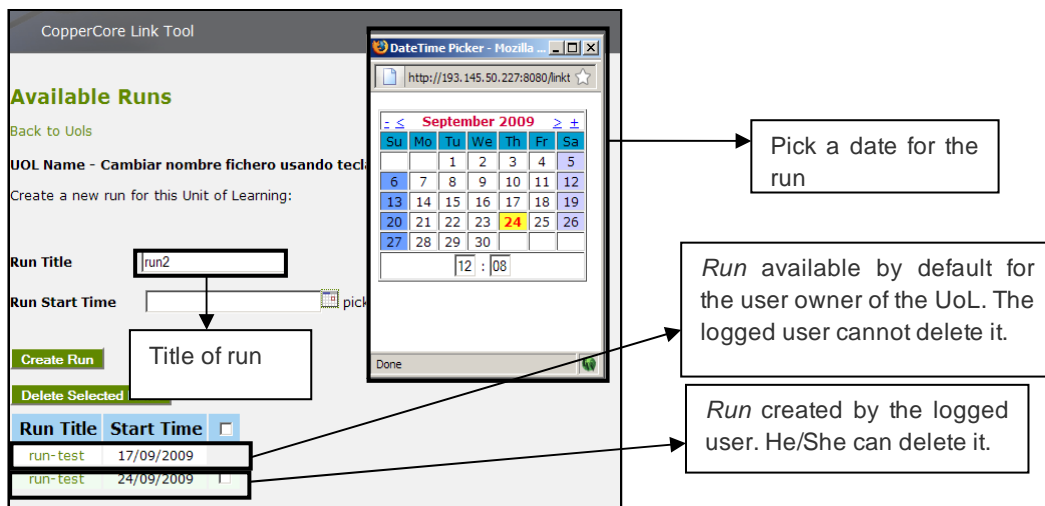 CopperCore Link Tool
Available Runs
Back to Uols
UOL Name - Cambiar nombre fichero usando
Create a new run for this Unit of Learning:
Run Title run2
Run Start Time
Create Run
Delete Selected
Run Title Start Time
run-test 17/09/2009
run-test 24/09/2009
Title of run
DateTime Picker - Mozilla ...
http://193.145.50.227:8080/linkt
- < September 2009 > +
Su Mo Tu We Th Fr Sa
1 2 3 4 5
6 7 8 9 10 11 12
13 14 15 16 17 18 19
20 21 22 23 24 25 26
27 28 29 30
12 : 08
Done
Pick a date for the
run
Run available by default for
the user owner of the UoL. The
logged user cannot delete it.
Run created by the logged
user. He/She can delete it.